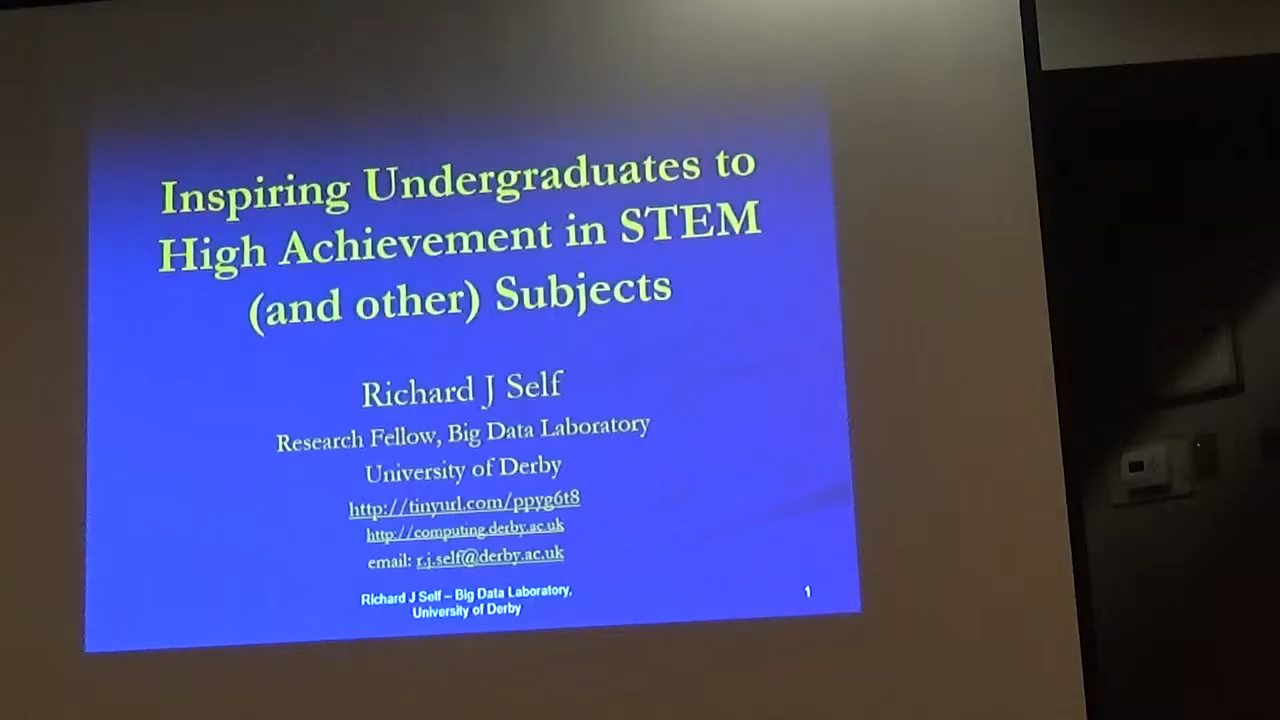 Inspiring Undergraduates to
High Achievement in STEM
(and other) Subjects
Richard J Self
Research Fellow, Big Data Laboratory
University of Derby
http://tinyurl.com/ppyg6t8
http://computing.derby.ac.uk
email: r.j.self@derby.ac.uk
Richard J Self – Big Data Laboratory,
University of Derby
1